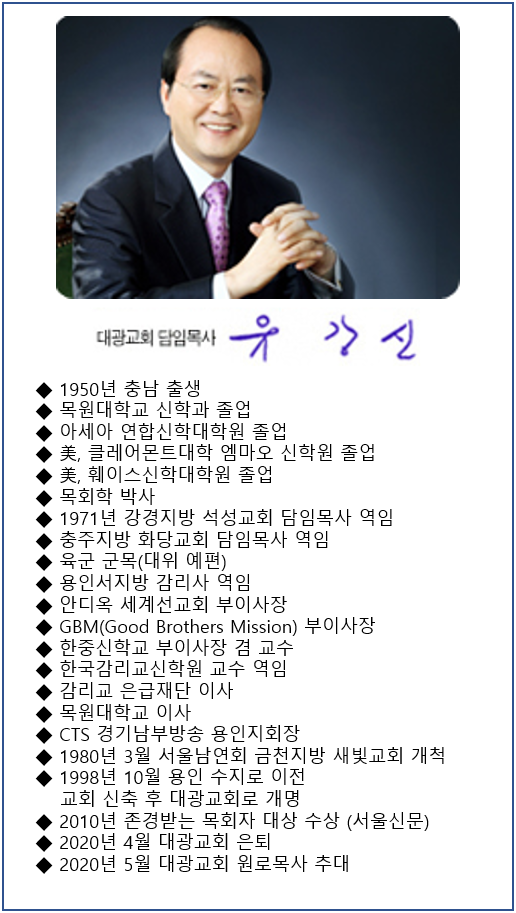 대광교회 담임목사 유 강 신
◆ 1950년 충남 출생
◆ 목원대학교 신학과 졸업
◆ 아세아 연합신학대학원 졸업
◆ 美, 클레어몬트대학 엠마오 신학원 졸업
◆ 美, 훼이스신학대학원 졸업
◆ 목회학 박사
◆ 1971년 강경지방 석성교회 담임목사 역임
◆ 충주지방 화당교회 담임목사 역임
◆ 육군 군목(대위 예편)
◆ 용인서지방 감리사 역임
◆ 안디옥 세계선교회 부이사장
◆ GBM(Good Brothers Mission) 부이사장
◆ 한중신학교 부이사장 겸 교수
◆ 한국감리교신학원 교수 역임
◆ 감리교 은급재단 이사
◆ 목원대학교 이사
◆ CTS 경기남부방송 용인지회장
◆ 1980년 3월 서울남연회 금천지방 새빛교회 개척
◆ 1998년 10월 용인 수지로 이전
교회 신축 후 대광교회로 개명
◆ 2010년 존경받는 목회자 대상 수상 (서울신문)
◆ 2020년 4월 대광교회 은퇴
◆ 2020년 5월 대광교회 원로목사 추대